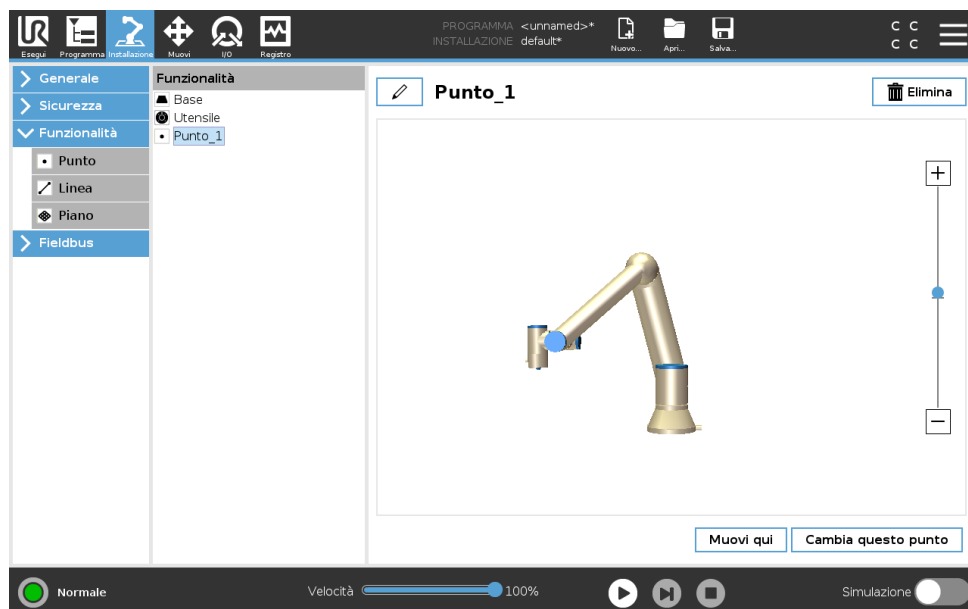 UR
Esegui
Programma
Installazione
Muovi
I/O
Registro
PROGRAMMA <unnamed>*
INSTALLAZIONE default*
Nuovo...
Apri...
Salva...
C C
C C
Generale
Sicurezza
Funzionalità
Punto
Linea
Piano
Fieldbus
Funzionalità
Base
Utensile
Punto_1
Punto_1
Elimina
Muovi qui
Cambia questo punto
Normale
Velocità
100%
Simulazione